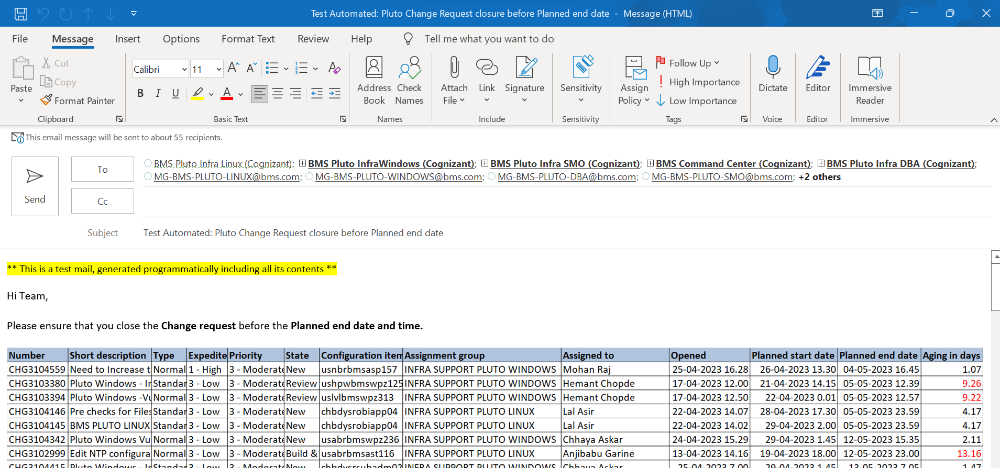 Test Automated: Pluto Change Request closure before Planned end date - Message (HTML)
File Message Insert Options Format Text Review Help Tell me what you want to do
Paste Cut Copy Format Painter
Clipboard
Calibri 11
B I U A
Basic Text
Address Book Check Names
Names
Attach File Link Signature
Include
Sensitivity
Sensitivity
Assign Policy Follow Up High Importance Low Importance
Tags
Dictate
Voice
Editor
Editor
Immersive Reader
Immersive
This email message will be sent to about 55 recipients.
Send
To
BMS Pluto Infra Linux (Cognizant); BMS Pluto InfraWindows (Cognizant); BMS Pluto Infra SMO (Cognizant); BMS Command Center (Cognizant); BMS Pluto Infra DBA (Cognizant);
MG-BMS-PLUTO-LINUX@bms.com; MG-BMS-PLUTO-WINDOWS@bms.com; MG-BMS-PLUTO-DBA@bms.com; MG-BMS-PLUTO-SMO@bms.com; +2 others
Cc
Subject Test Automated: Pluto Change Request closure before Planned end date
** This is a test mail, generated programmatically including all its contents **
Hi Team,
Please ensure that you close the Change request before the Planned end date and time.
Number Short description Type Expedite Priority State Configuration item Assignment group Assigned to Opened Planned start date Planned end date Aging in days
CHG3104559 Need to Increase t Normal 1 - High 3 - Moderate New usnbrbmsasp157 INFRA SUPPORT PLUTO WINDOWS Mohan Raj 25-04-2023 16.28 26-04-2023 13.30 04-05-2023 16.45 1.07
CHG3103380 Pluto Windows - Ir Standar 3 - Low 3 - Moderate Review ushpwbmswpz125 INFRA SUPPORT PLUTO WINDOWS Hemant Chopde 17-04-2023 12.00 21-04-2023 14.15 05-05-2023 12.39 9.26
CHG3103394 Pluto Windows -Vu Normal 3 - Low 3 - Moderate Review uslvlbmswpz313 INFRA SUPPORT PLUTO WINDOWS Hemant Chopde 17-04-2023 12.50 22-04-2023 0.01 05-05-2023 12.57 9.22
CHG3104146 Pre checks for Files Standar 3 - Low 3 - Moderate New chbdysrobiapp04 INFRA SUPPORT PLUTO LINUX Lal Asir 22-04-2023 14.07 28-04-2023 17.30 05-05-2023 23.59 4.17
CHG3104145 BMS PLUTO LINUX Standar 3 - Low 3 - Moderate New chbdysrobiapp04 INFRA SUPPORT PLUTO LINUX Lal Asir 22-04-2023 14.02 29-04-2023 2.00 05-05-2023 23.59 4.17
CHG3104342 Pluto Windows Vu Normal 3 - Low 3 - Moderate New usabrbmswpz236 INFRA SUPPORT PLUTO WINDOWS Chhaya Askar 24-04-2023 15.29 29-04-2023 1.45 12-05-2023 15.35 2.11
CHG3102999 Edit NTP configura Normal 3 - Low 3 - Moderate Build & usabrbmsast116 INFRA SUPPORT PLUTO LINUX Anjibabu Garine 13-04-2023 14.16 19-04-2023 18.00 12-05-2023 23.00 13.16
CHG3104415 Pluto Windows - Ir Standar 3 - Low 3 - Moderate New INFRA SUPPORT PLUTO WINDOWS Chhaya Askar 25-04-2023 7.00 29-04-2023 1.45 13-05-2023 7.05 1.47